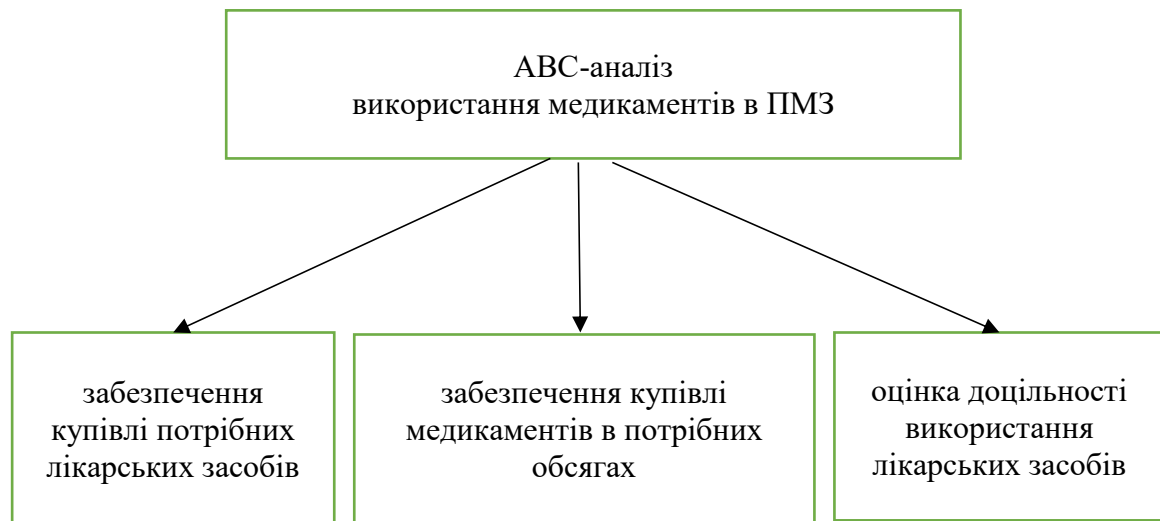 АВС-аналіз
використання медикаментів в ПМЗ
забезпечення
купівлі потрібних
лікарських засобів
забезпечення купівлі
медикаментів в потрібних
обсягах
оцінка доцільності
використання
лікарських засобів